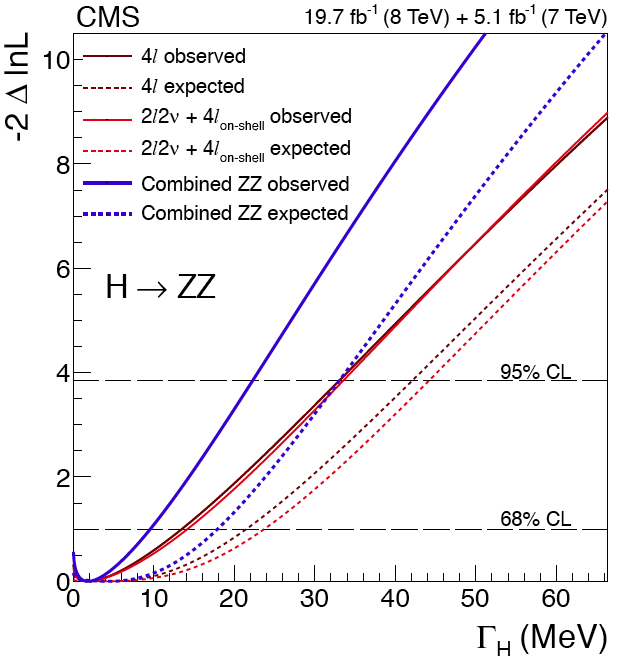 CMS 19.7 fb⁻¹ (8 TeV) + 5.1 fb⁻¹ (7 TeV)
-2 Δ lnL
4l observed
4l expected
2l2ν + 4l on-shell observed
2l2ν + 4l on-shell expected
Combined ZZ observed
Combined ZZ expected
H → ZZ
95% CL
68% CL
10
8
6
4
2
0
0 10 20 30 40 50 60
Γ_H (MeV)